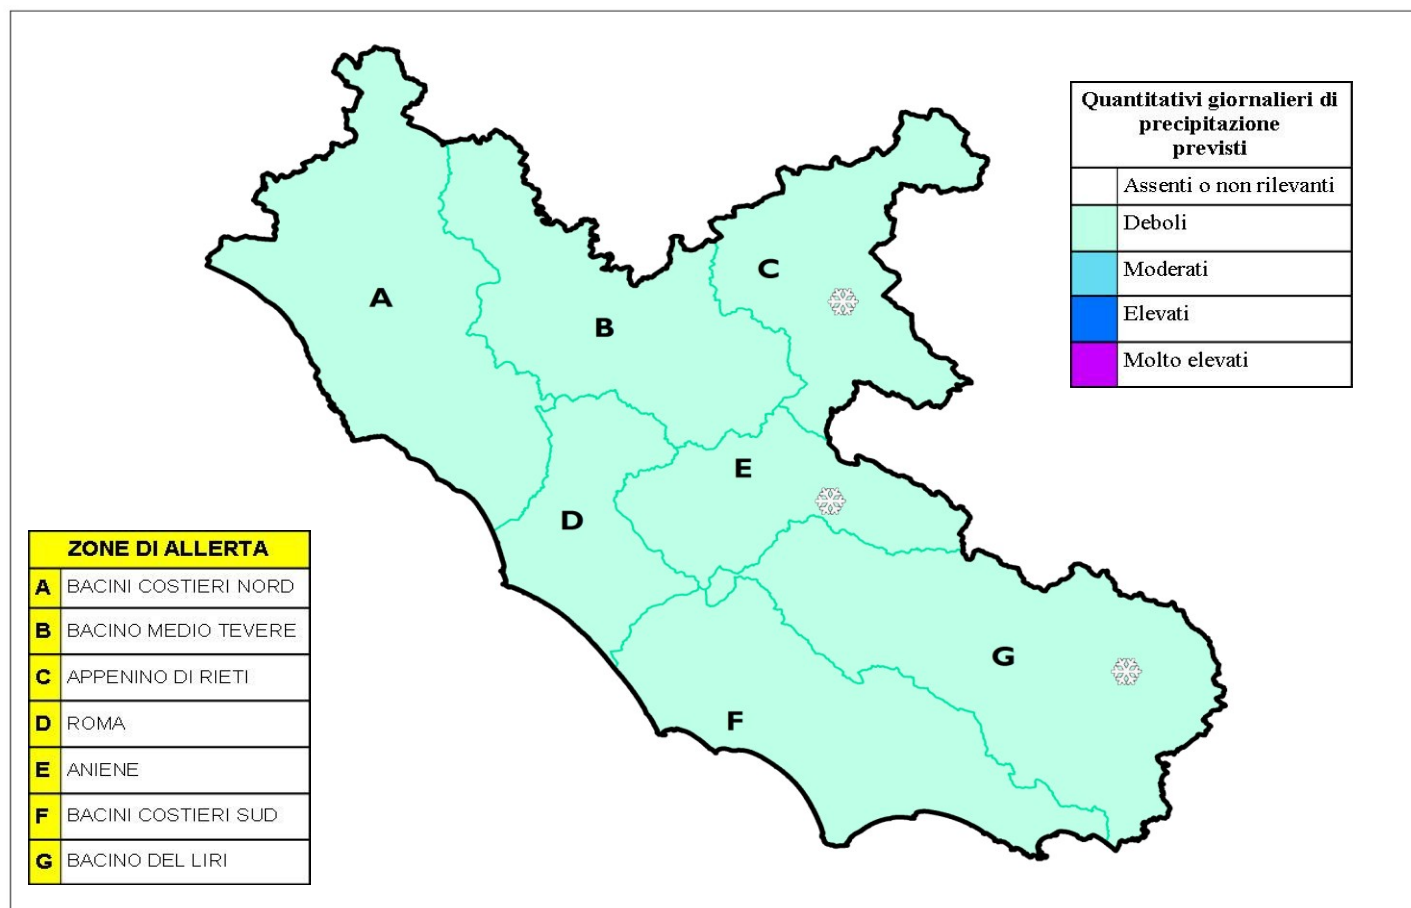 Quantitativi giornalieri di
precipitazione
previsti
Assenti o non rilevanti
Deboli
Moderati
Elevati
Molto elevati
A
B
C
D
E
F
G
ZONE DI ALLERTA
A BACINI COSTIERI NORD
B BACINO MEDIO TEVERE
C APPENINO DI RIETI
D ROMA
E ANIENE
F BACINI COSTIERI SUD
G BACINO DEL LIRI